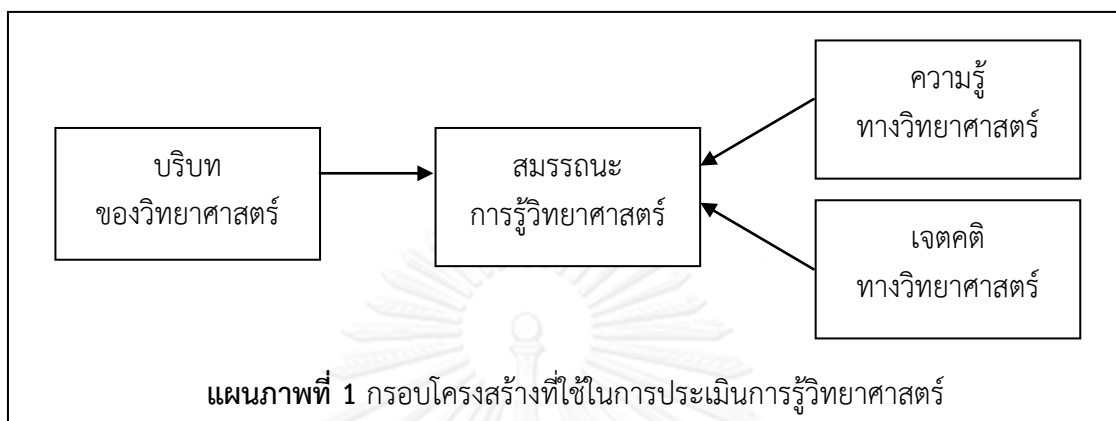 บริบท
ของวิทยาศาสตร์
สมรรถนะ
การรู้วิทยาศาสตร์
ความรู้
ทางวิทยาศาสตร์
เจตคติ
ทางวิทยาศาสตร์
แผนภาพที่ 1 กรอบโครงสร้างที่ใช้ในการประเมินการรู้วิทยาศาสตร์